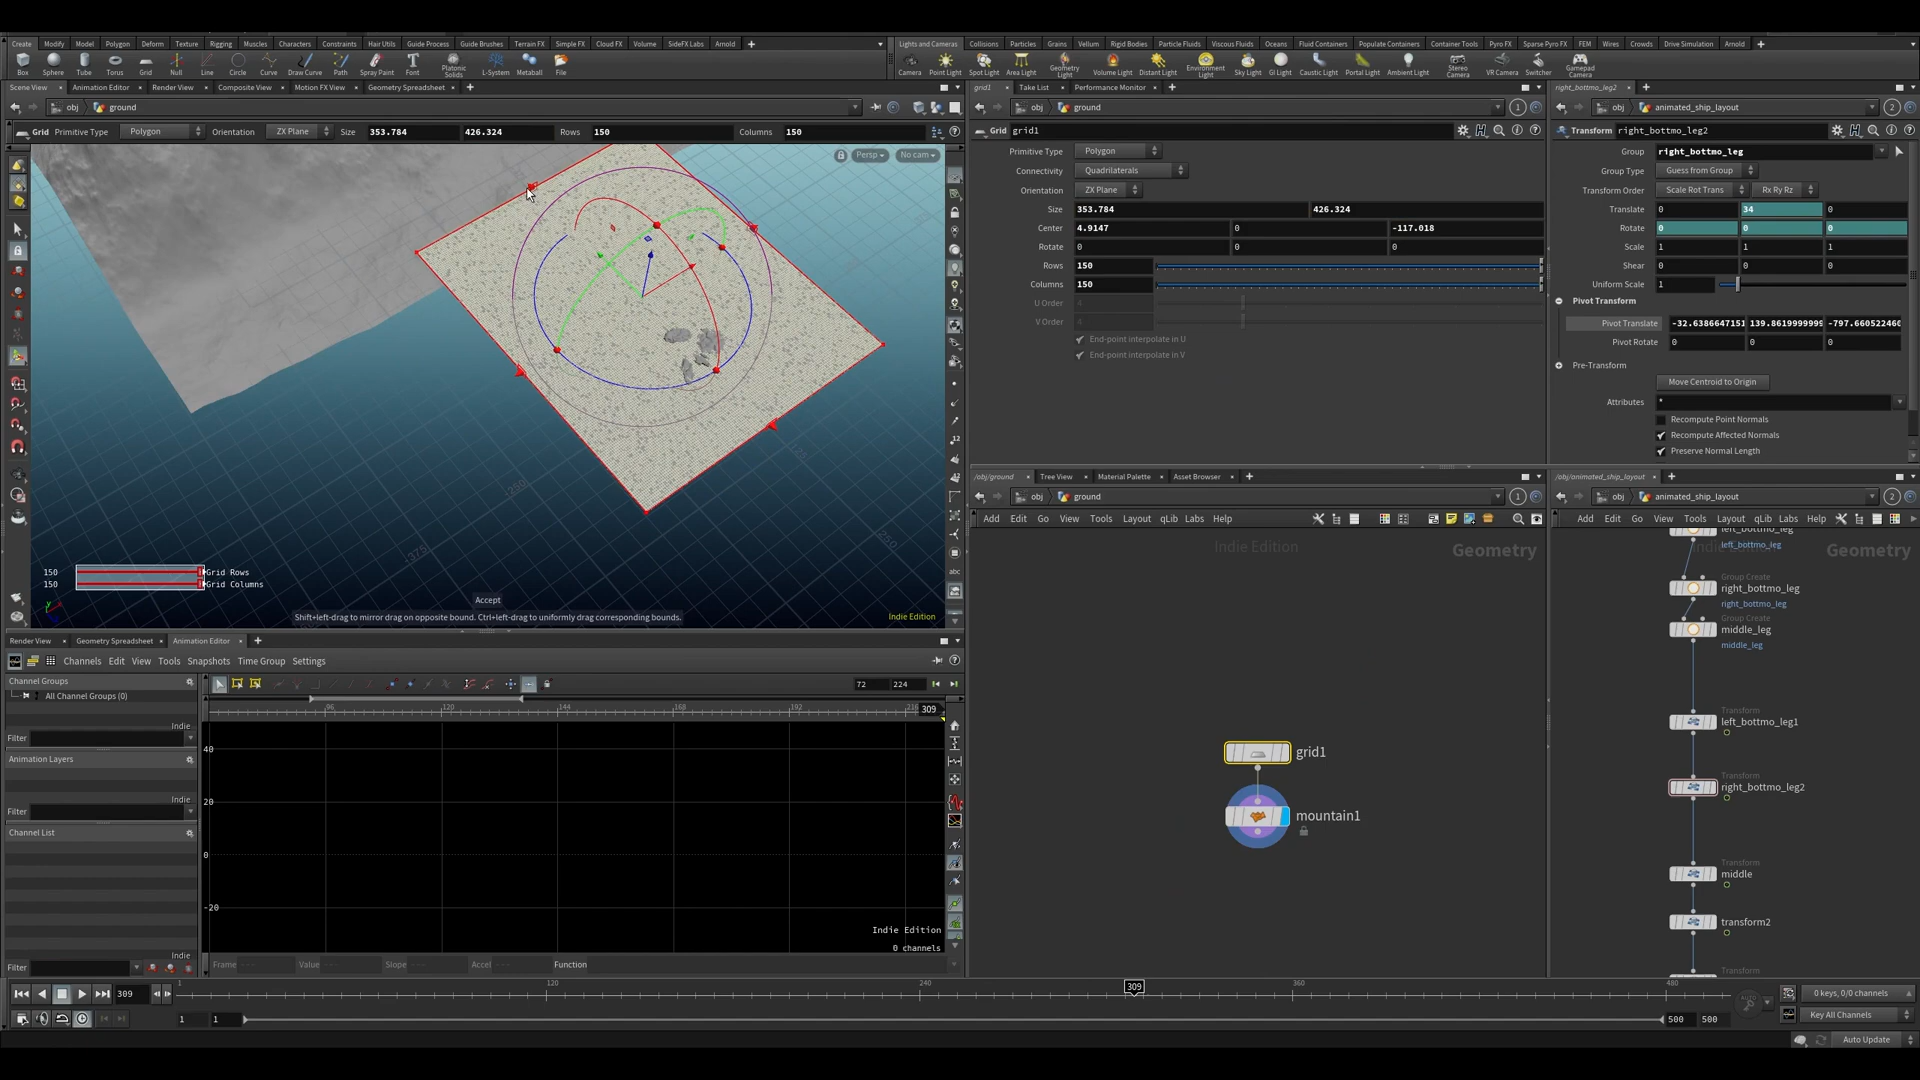 Create Modify Model Polygon Deform Texture Rigging Muscles Characters Constraints Hair Utils Guide Process Guide Brushes Terrain FX Simple FX Cloud FX Volume SideFX Labs Arnold
Lights and Cameras Collisions Particles Grains Vellum Rigid Bodies Particle Fluids Viscous Fluids Oceans Fluid Containers Populate Containers Container Tools Pyro FX Sparse Pyro FX FEM Wires Crowds Drive Simulation Arnold
Box Sphere Tube Torus Grid Null Line Circle Curve Draw Curve Path Spray Paint Font Platonic Solids L-System Metaball File
Camera Point Light Spot Light Area Light Geometry Light Volume Light Distant Light Environment Light Sky Light GI Light Caustic Light Portal Light Ambient Light Stereo Camera VR Camera Switcher Gamepad Camera
Scene View Animation Editor Render View Composite View Motion FX View Geometry Spreadsheet
obj ground
Grid Primitive Type Polygon Orientation ZX Plane Size 353.784 426.324 Rows 150 Columns 150
Persp No cam
-250
-375
150 Grid Rows
150 Grid Columns
Accept
Shift+left-drag to mirror drag on opposite bound. Ctrl+left-drag to uniformly drag corresponding bounds.
Indie Edition
grid1 Take List Performance Monitor
obj ground 1
Grid grid1
Primitive Type Polygon
Connectivity Quadrilaterals
Orientation ZX Plane
Size 353.784 426.324
Center 4.9147 0 -117.018
Rotate 0 0 0
Rows 150
Columns 150
U Order 4
V Order 4
End-point interpolate in U
End-point interpolate in V
right_bottmo_leg2
obj animated_ship_layout 2
Transform right_bottmo_leg2
Group right_bottmo_leg
Group Type Guess from Group
Transform Order Scale Rot Trans Rx Ry Rz
Translate 0 34 0
Rotate 0 0 0
Scale 1 1 1
Shear 0 0 0
Uniform Scale 1
Pivot Transform
Pivot Translate -32.6386647151 139.8619999999 -797.660522460
Pivot Rotate 0 0 0
Pre-Transform
Move Centroid to Origin
Attributes *
Recompute Point Normals
Recompute Affected Normals
Preserve Normal Length
/obj/ground Tree View Material Palette Asset Browser
obj ground 1
Add Edit Go View Tools Layout qLib Labs Help
Indie Edition
Geometry
grid1
mountain1
/obj/animated_ship_layout
obj animated_ship_layout 2
Add Edit Go View Tools Layout qLib Labs Help
Geometry
left_bottmo_leg
left_bottmo_leg
Group Create
right_bottmo_leg
right_bottmo_leg
Group Create
middle_leg
middle_leg
Transform
left_bottmo_leg1
Transform
right_bottmo_leg2
Transform
middle
Transform
transform2
Transform
Render View Geometry Spreadsheet Animation Editor
Channels Edit View Tools Snapshots Time Group Settings
Channel Groups
All Channel Groups (0)
Indie
Filter
Animation Layers
Indie
Filter
Channel List
Indie
Filter
72 224
96 120 144 168 192 216 309
40
20
0
-20
Indie Edition
0 channels
Frame Value Slope Accel Function
309
1 120 240 309 360 480
1 1 500 500
0 keys, 0/0 channels
Key All Channels
Auto Update